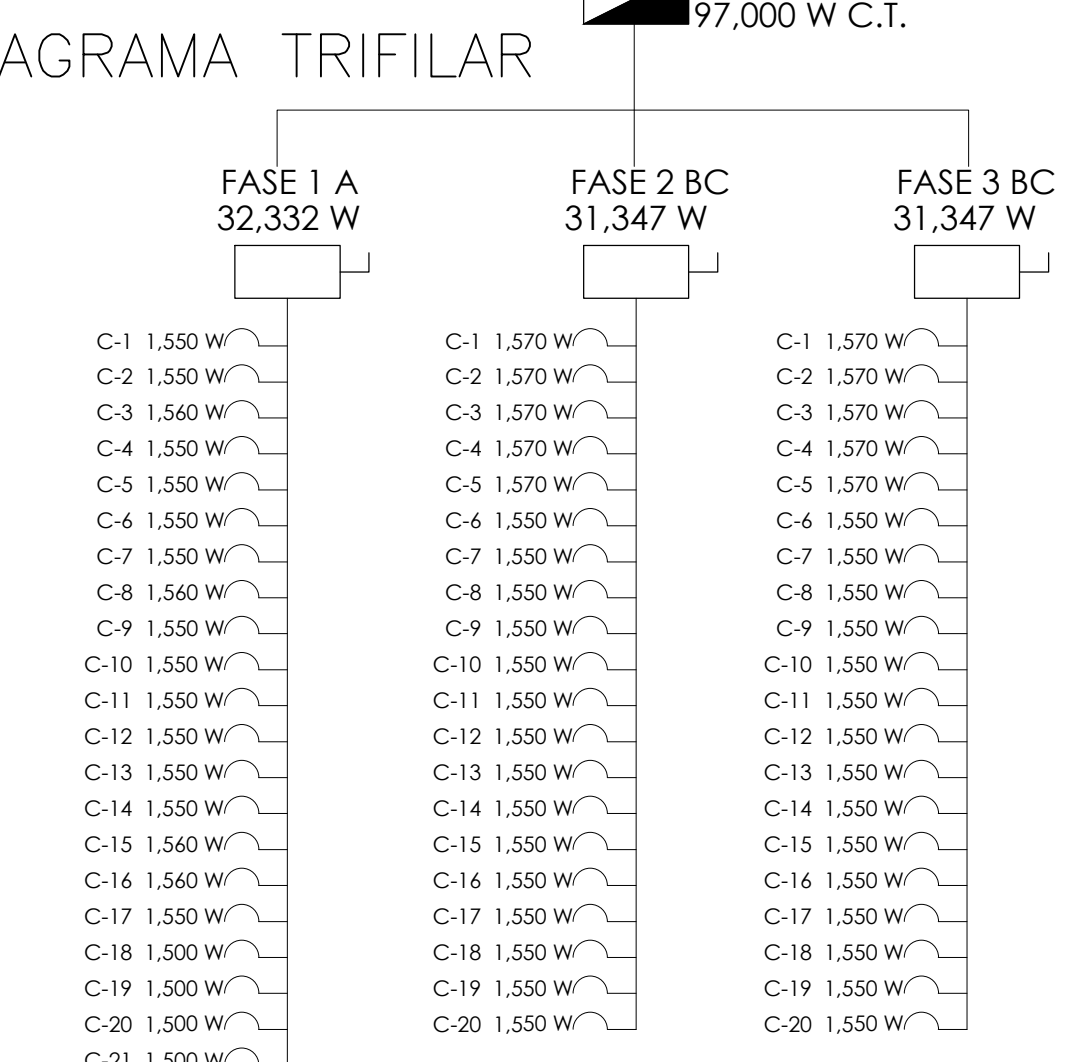 97,000 W C.T.
AGRAMA TRIFILAR
FASE 1 A
32,332 W
C-1 1,550 W
C-2 1,550 W
C-3 1,560 W
C-4 1,550 W
C-5 1,550 W
C-6 1,550 W
C-7 1,550 W
C-8 1,560 W
C-9 1,550 W
C-10 1,550 W
C-11 1,550 W
C-12 1,550 W
C-13 1,550 W
C-14 1,550 W
C-15 1,560 W
C-16 1,560 W
C-17 1,550 W
C-18 1,500 W
C-19 1,500 W
C-20 1,500 W
C-21 1,500 W
FASE 2 BC
31,347 W
C-1 1,570 W
C-2 1,570 W
C-3 1,570 W
C-4 1,570 W
C-5 1,570 W
C-6 1,550 W
C-7 1,550 W
C-8 1,550 W
C-9 1,550 W
C-10 1,550 W
C-11 1,550 W
C-12 1,550 W
C-13 1,550 W
C-14 1,550 W
C-15 1,550 W
C-16 1,550 W
C-17 1,550 W
C-18 1,550 W
C-19 1,550 W
C-20 1,550 W
FASE 3 BC
31,347 W
C-1 1,570 W
C-2 1,570 W
C-3 1,570 W
C-4 1,570 W
C-5 1,570 W
C-6 1,550 W
C-7 1,550 W
C-8 1,550 W
C-9 1,550 W
C-10 1,550 W
C-11 1,550 W
C-12 1,550 W
C-13 1,550 W
C-14 1,550 W
C-15 1,550 W
C-16 1,550 W
C-17 1,550 W
C-18 1,550 W
C-19 1,550 W
C-20 1,550 W